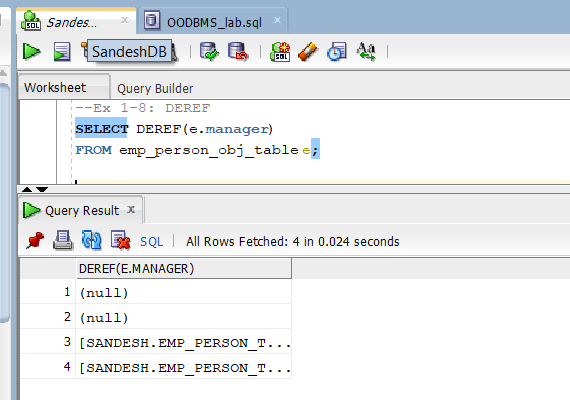 Sandes...
x
OODBMS_lab.sql
x
SandeshDB
SQL
Aa
Worksheet
Query Builder
--Ex 1-8: DEREF
SELECT DEREF(e.manager)
FROM emp_person_obj_table e;
Query Result x
SQL | All Rows Fetched: 4 in 0.024 seconds
DEREF(E.MANAGER)
1 (null)
2 (null)
3 [SANDESH.EMP_PERSON_T...
4 [SANDESH.EMP_PERSON_T...